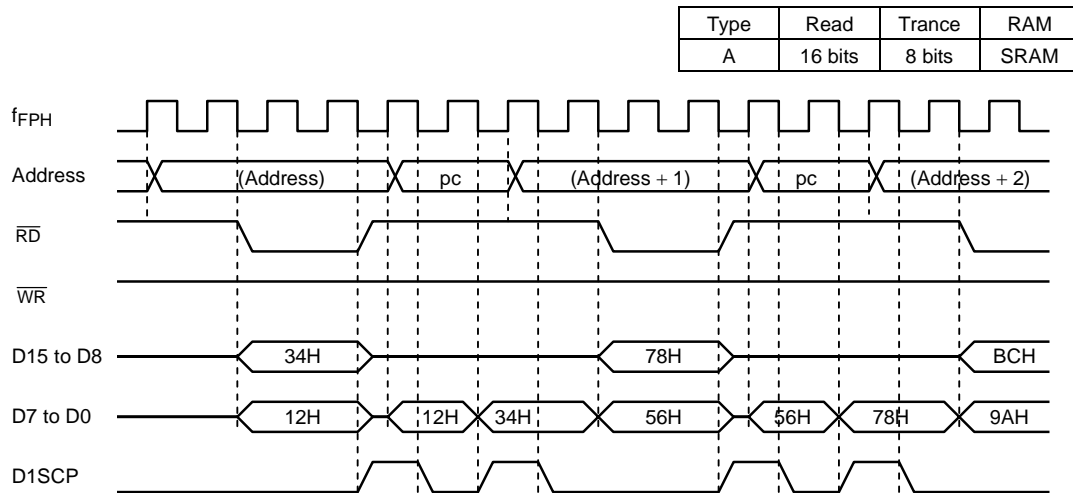 Type Read Trance RAM
A 16 bits 8 bits SRAM
fFPH
Address (Address) pc (Address + 1) pc (Address + 2)
RD
WR
D15 to D8 34H 78H BCH
D7 to D0 12H 12H 34H 56H 56H 78H 9AH
D1SCP